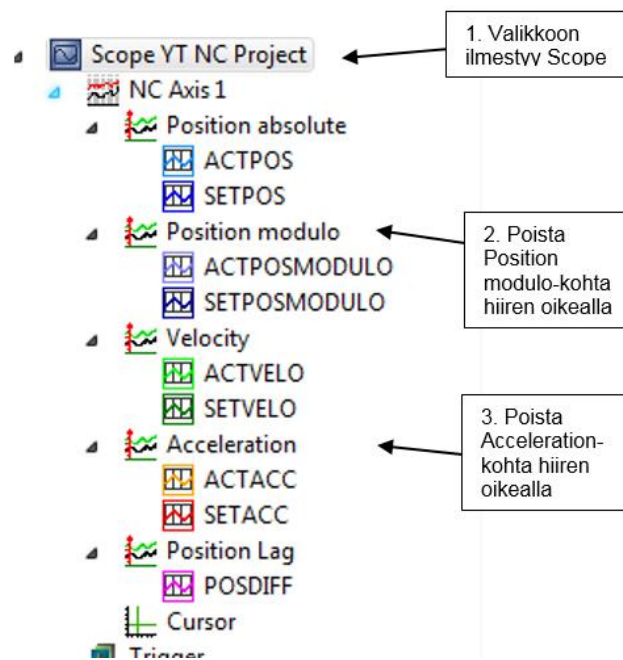 Scope YT NC Project
1. Valikkoon
ilmestyy Scope
NC Axis 1
Position absolute
ACTPOS
SETPOS
Position modulo
2. Poista
Position
modulo-kohta
hiiren oikealla
ACTPOSMODULO
SETPOSMODULO
Velocity
ACTVELO
SETVELO
3. Poista
Acceleration-
kohta hiiren
oikealla
Acceleration
ACTACC
SETACC
Position Lag
POSDIFF
Cursor
Trigger